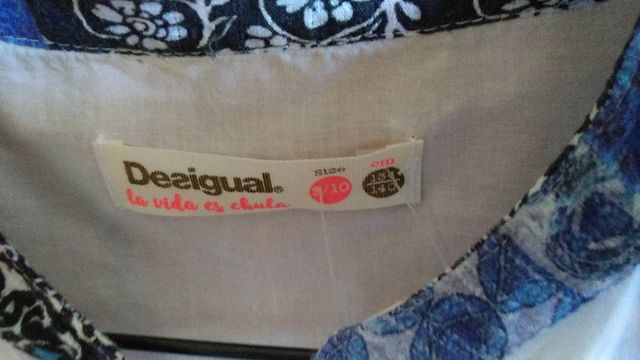 Desigual.
la vida es chula
size
9/10
cm
134
140